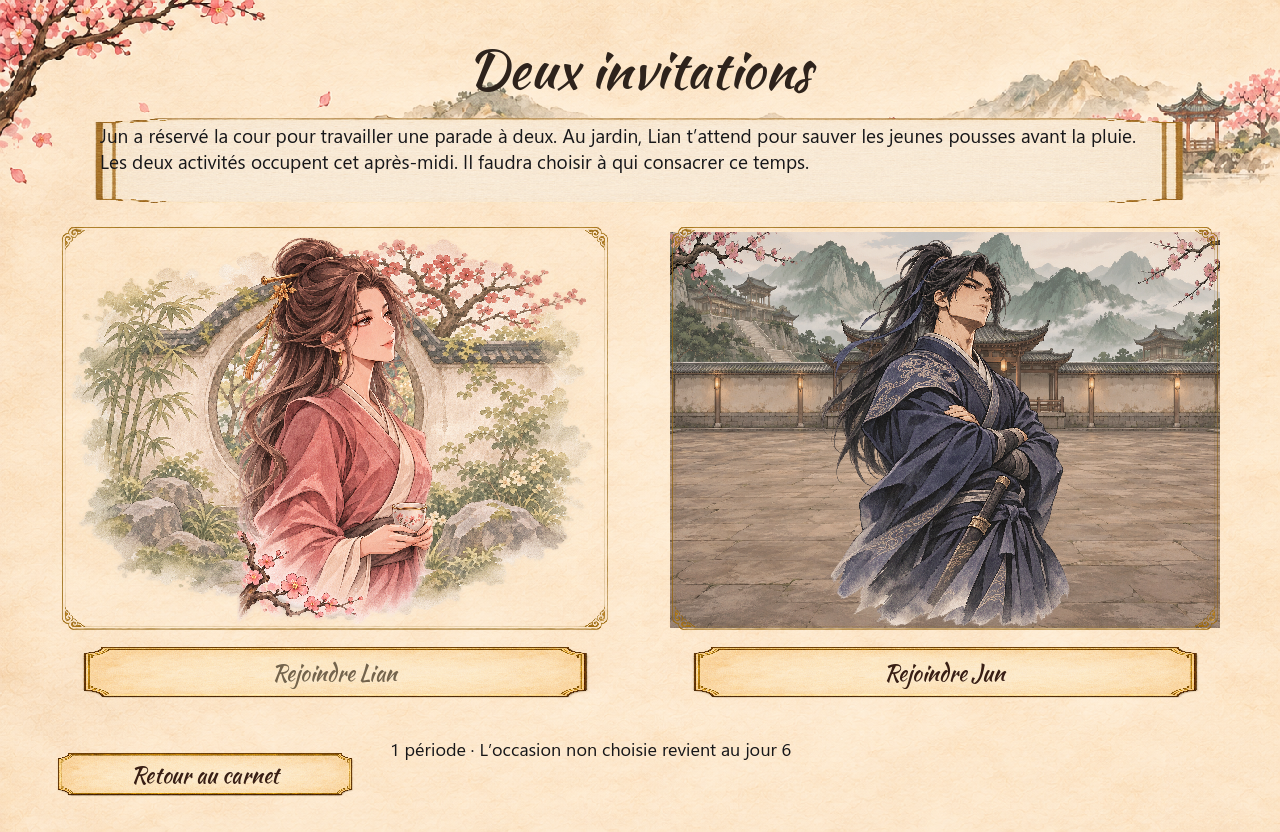 Deux invitations
Jun a réservé la cour pour travailler une parade à deux. Au jardin, Lian t’attend pour sauver les jeunes pousses avant la pluie.
Les deux activités occupent cet après-midi. Il faudra choisir à qui consacrer ce temps.
Rejoindre Lian
Rejoindre Jun
1 période · L’occasion non choisie revient au jour 6
Retour au carnet